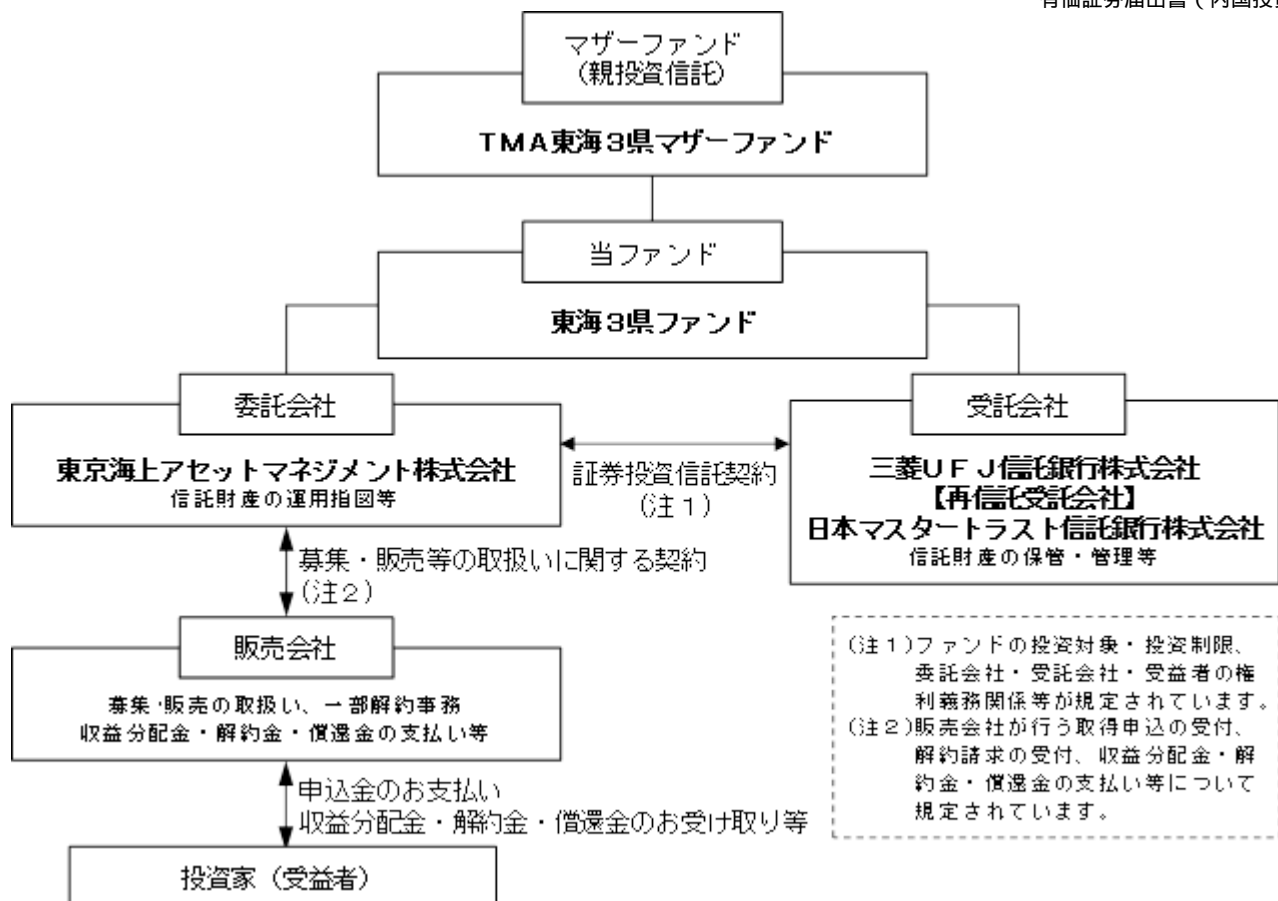 マザーファンド
（親投資信託）
ＴＭＡ東海３県マザーファンド
当ファンド
東海３県ファンド
委託会社
東京海上アセットマネジメント株式会社
信託財産の運用指図等
証券投資信託契約
（注１）
受託会社
三菱ＵＦＪ信託銀行株式会社
【再信託受託会社】
日本マスタートラスト信託銀行株式会社
信託財産の保管・管理等
募集・販売等の取扱いに関する契約
（注２）
販売会社
募集・販売の取扱い、一部解約事務
収益分配金・解約金・償還金の支払い等
（注１）ファンドの投資対象・投資制限、
委託会社・受託会社・受益者の権
利義務関係等が規定されています。
（注２）販売会社が行う取得申込の受付、
解約請求の受付、収益分配金・解
約金・償還金の支払い等について
規定されています。
申込金のお支払い
収益分配金・解約金・償還金のお受け取り等
投資家（受益者）